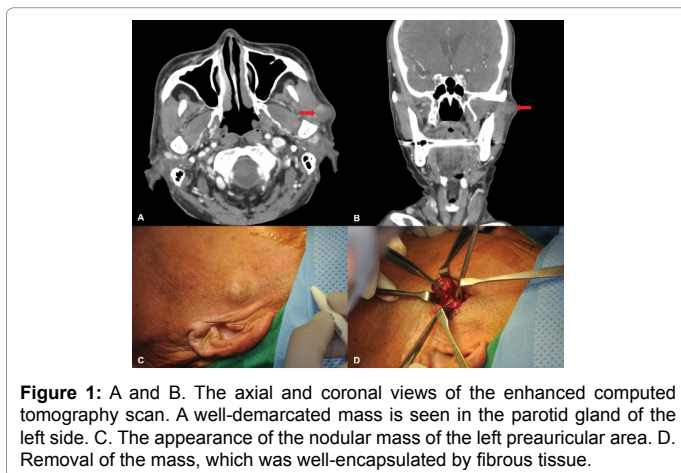 A
B
C
D
Figure 1: A and B. The axial and coronal views of the enhanced computed
tomography scan. A well-demarcated mass is seen in the parotid gland of the
left side. C. The appearance of the nodular mass of the left preauricular area. D.
Removal of the mass, which was well-encapsulated by fibrous tissue.